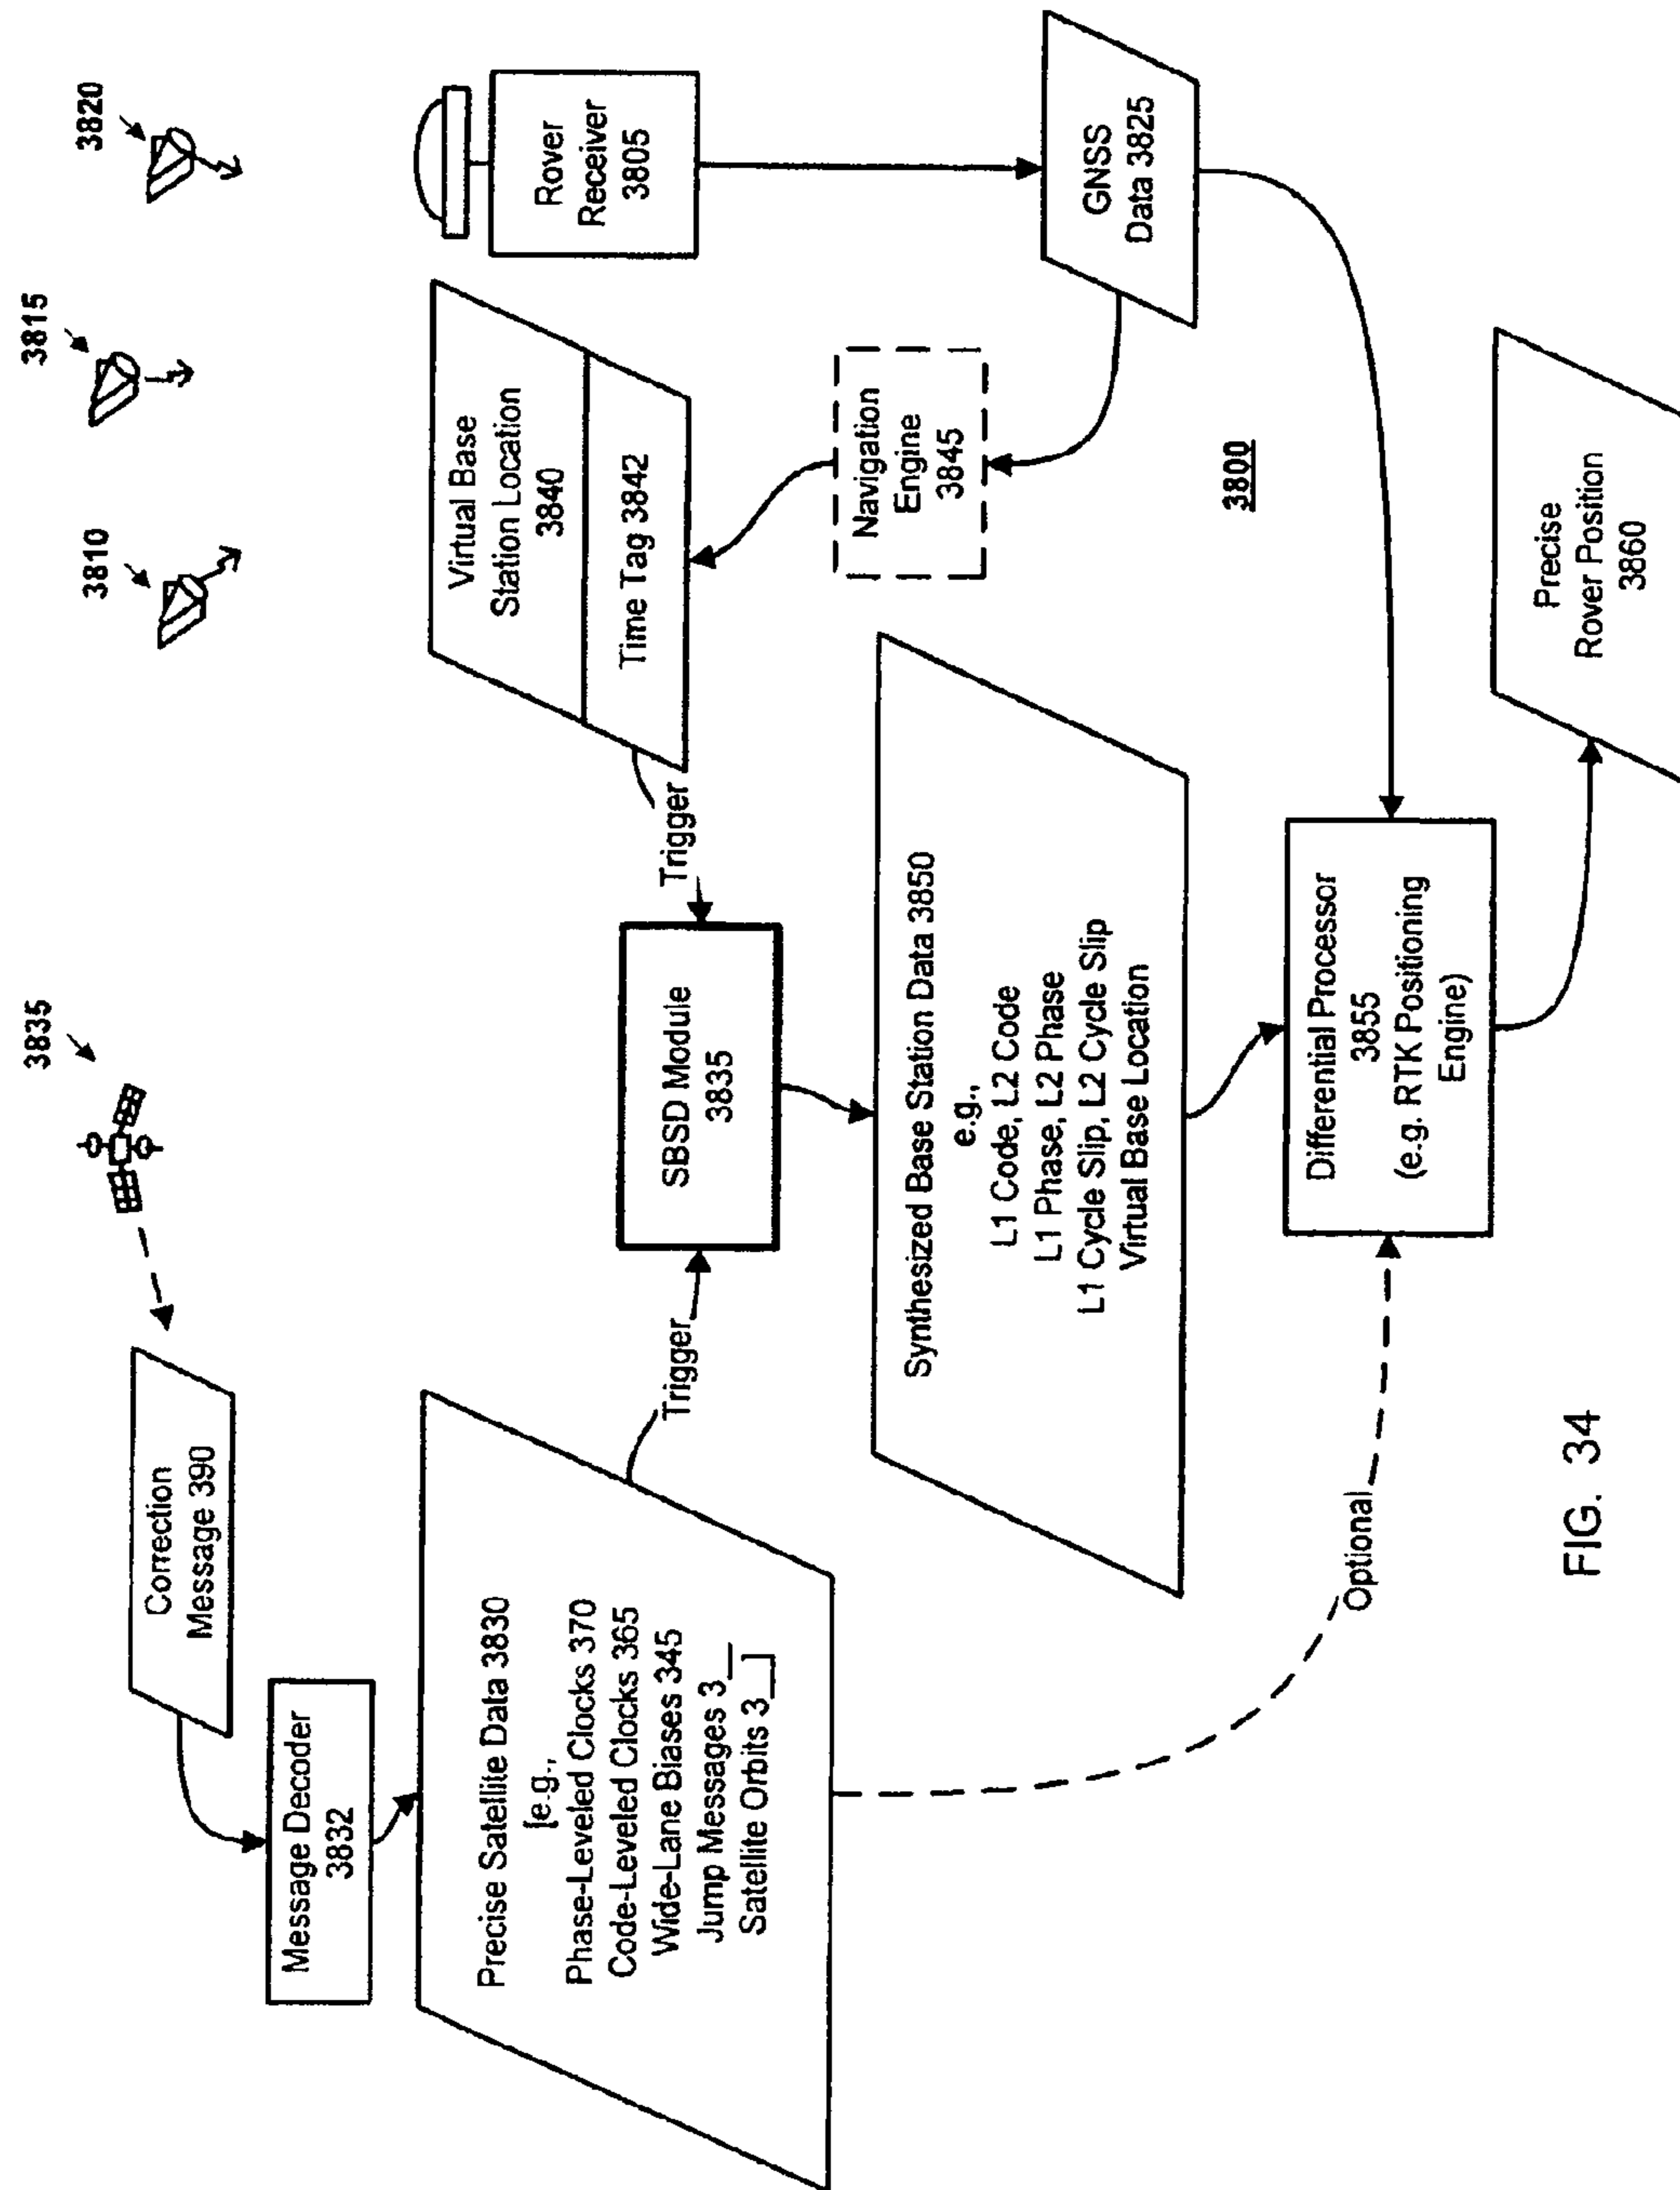 3835
3810
3815
3820
Correction
Message 390
Message Decoder
3832
Precise Satellite Data 3830
[e.g.,
Phase-Leveled Clocks 370
Code-Leveled Clocks 365
Wide-Lane Biases 345
Jump Messages 3__
Satellite Orbits 3__]
Trigger
SBSD Module
3835
Trigger
Virtual Base
Station Location
3840
Time Tag 3842
Rover
Receiver
3805
Navigation
Engine
3845
GNSS
Data 3825
3800
Synthesized Base Station Data 3850
e.g.,
L1 Code, L2 Code
L1 Phase, L2 Phase
L1 Cycle Slip, L2 Cycle Slip
Virtual Base Location
Optional
Differential Processor
3855
(e.g. RTK Positioning
Engine)
Precise
Rover Position
3860
FIG. 34